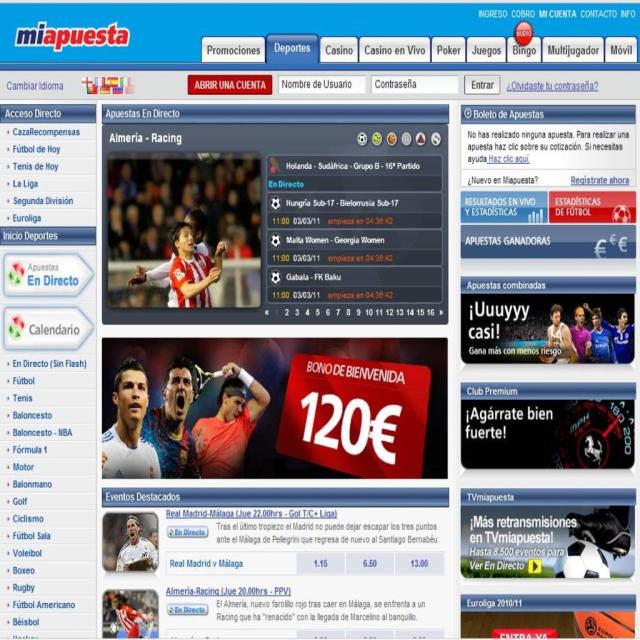 INGRESO COBRO MI CUENTA CONTACTO INFO
miapuesta
NUEVO
Promociones Deportes Casino Casino en Vivo Poker Juegos Bingo Multijugador Móvil
Cambiar Idioma
ABRIR UNA CUENTA Nombre de Usuario Contraseña Entrar ¿Olvidaste tu contraseña?
Acceso Directo
CazaRecompensas
Fútbol de Hoy
Tenis de Hoy
La Liga
Segunda División
Euroliga
Inicio Deportes
Apuestas
En Directo
Calendario
En Directo (Sin Flash)
Fútbol
Tenis
Baloncesto
Baloncesto - NBA
Fórmula 1
Motor
Balonmano
Golf
Ciclismo
Fútbol Sala
Voleibol
Boxeo
Rugby
Fútbol Americano
Béisbol
Apuestas En Directo
Almería - Racing
Holanda - Sudáfrica - Grupo B - 16º Partido
En Directo
Hungría Sub-17 - Bielorrusia Sub-17
11:00 03/03/11 empieza en 04:36:42
Malta Women - Georgia Women
11:00 03/03/11 empieza en 04:36:42
Gabala - FK Baku
11:00 03/03/11 empieza en 04:36:42
« 1 2 3 4 5 6 7 8 9 10 11 12 13 14 15 16 »
BONO DE BIENVENIDA
120€
Eventos Destacados
Real Madrid-Málaga (Jue 22.00hrs - Gol T/C+ Liga)
En Directo
Tras el último tropiezo el Madrid no puede dejar escapar los tres puntos
ante el Málaga de Pellegrini que regresa de nuevo al Santiago Bernabéu.
Real Madrid v Málaga 1.15 6.50 13.00
Almería-Racing (Jue 20.00hrs - PPV)
En Directo
El Almería, nuevo farolillo rojo tras caer en Málaga, se enfrenta a un
Racing que ha "renacido" con la llegada de Marcelino al banquillo.
Boleto de Apuestas
No has realizado ninguna apuesta. Para realizar una
apuesta haz clic sobre su cotización. Si necesitas
ayuda Haz clic aquí.
¿Nuevo en Miapuesta? Regístrate ahora
RESULTADOS EN VIVO
Y ESTADÍSTICAS
ESTADÍSTICAS
DE FÚTBOL
APUESTAS GANADORAS €€€
Apuestas combinadas
¡Uuuyyy
casi!
Gana más con menos riesgo
Club Premium
¡Agárrate bien
fuerte!
MPH
TVmiapuesta
¡Más retransmisiones
en TVmiapuesta!
Hasta 8.500 eventos para
Ver En Directo
Euroliga 2010/11
ENTRA YA